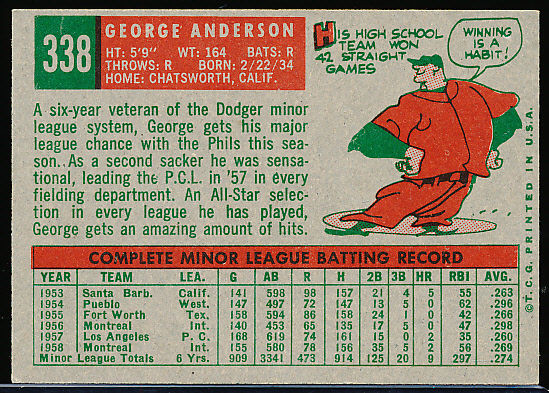 338
GEORGE ANDERSON
HT: 5'9" WT: 164 BATS: R
THROWS: R BORN: 2/22/34
HOME: CHATSWORTH, CALIF.
HIS HIGH SCHOOL
TEAM WON
42 STRAIGHT
GAMES
WINNING
IS A
HABIT!
A six-year veteran of the Dodger minor
league system, George gets his major
league chance with the Phils this sea-
son. As a second sacker he was sensa-
tional, leading the P.C.L. in '57 in every
fielding department. An All-Star selec-
tion in every league he has played,
George gets an amazing amount of hits.
COMPLETE MINOR LEAGUE BATTING RECORD
YEAR TEAM LEA. G AB R H 2B 3B HR RBI AVG.
1953 Santa Barb. Calif. 141 598 98 157 21 4 5 55 .263
1954 Pueblo West. 147 497 72 147 13 5 0 62 .296
1955 Fort Worth Tex. 158 594 86 158 24 1 0 42 .266
1956 Montreal Int. 140 453 65 135 17 5 0 48 .298
1957 Los Angeles P. C. 168 619 74 161 15 0 2 35 .260
1958 Montreal Int. 155 580 78 156 35 5 2 56 .269
Minor League Totals 6 Yrs. 909 3341 473 914 125 20 9 297 .274
©T.C.G. PRINTED IN U.S.A.